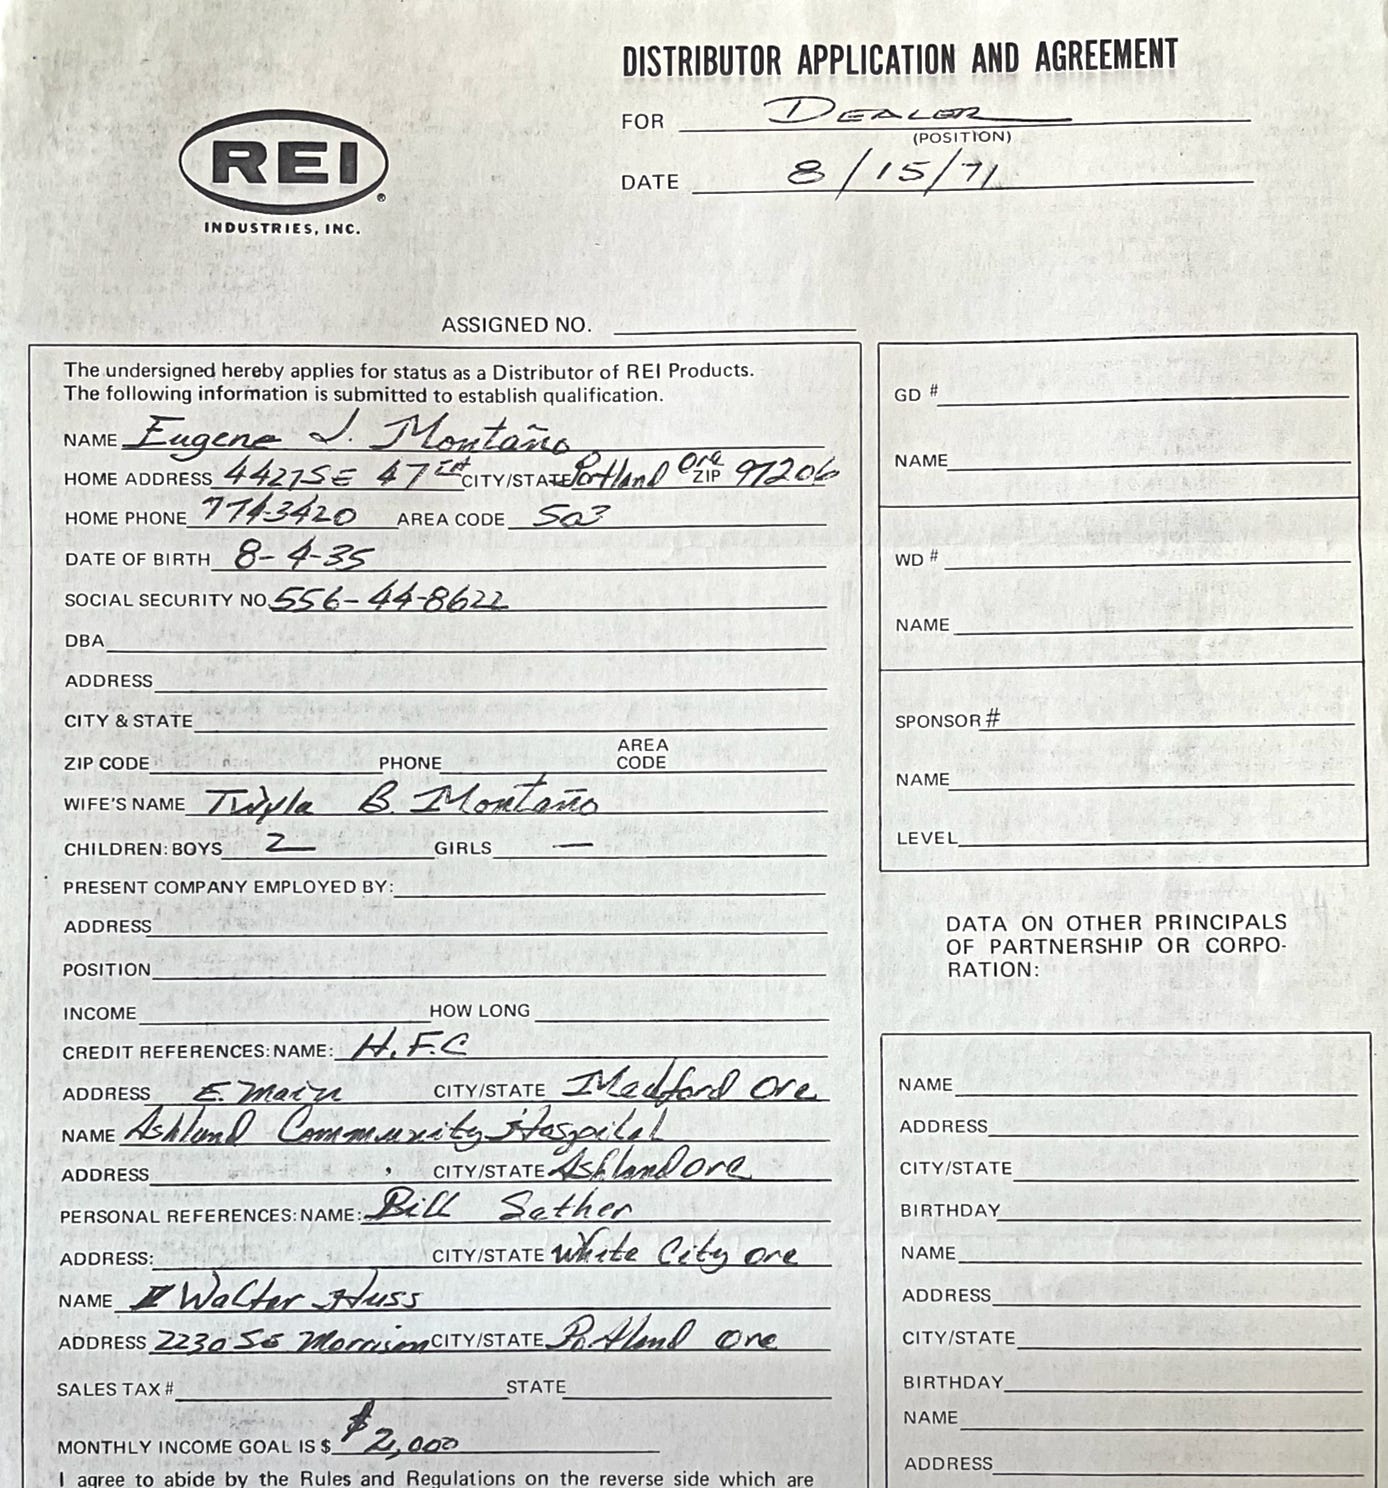 DISTRIBUTOR APPLICATION AND AGREEMENT
FOR DEALER
(POSITION)
DATE 8/15/71
REI®
INDUSTRIES, INC.
ASSIGNED NO.
The undersigned hereby applies for status as a Distributor of REI Products.
The following information is submitted to establish qualification.
NAME Eugene J. Montaño
HOME ADDRESS 4427 SE 47 CITY/STATE Portland Ore ZIP 97206
HOME PHONE 774-3420 AREA CODE 503
DATE OF BIRTH 8-4-35
SOCIAL SECURITY NO. 556-44-8622
DBA
ADDRESS
CITY & STATE
ZIP CODE PHONE AREA CODE
WIFE'S NAME Twyla B. Montaño
CHILDREN: BOYS 2 GIRLS —
PRESENT COMPANY EMPLOYED BY:
ADDRESS
POSITION
INCOME HOW LONG
CREDIT REFERENCES: NAME: H.F.C
ADDRESS E. Main CITY/STATE Medford Ore
NAME Ashland Community Hospital
ADDRESS CITY/STATE Ashland Ore
PERSONAL REFERENCES: NAME: Bill Sather
ADDRESS: CITY/STATE White City Ore
NAME Walter Huss
ADDRESS 2230 SE Morrison CITY/STATE Portland Ore
SALES TAX # STATE
MONTHLY INCOME GOAL IS $ $2,000
I agree to abide by the Rules and Regulations on the reverse side which are
GD #
NAME
WD #
NAME
SPONSOR #
NAME
LEVEL
DATA ON OTHER PRINCIPALS
OF PARTNERSHIP OR CORPO-
RATION:
NAME
ADDRESS
CITY/STATE
BIRTHDAY
NAME
ADDRESS
CITY/STATE
BIRTHDAY
NAME
ADDRESS